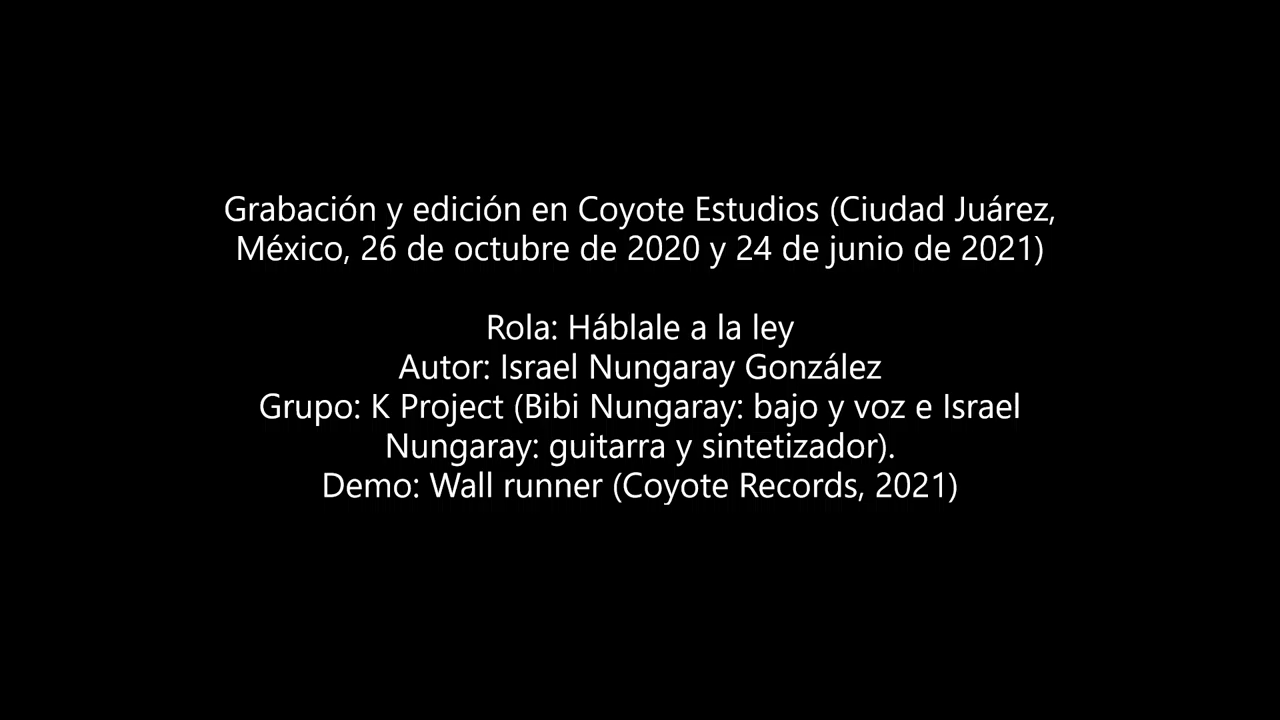 Grabación y edición en Coyote Estudios (Ciudad Juárez,
México, 26 de octubre de 2020 y 24 de junio de 2021)
Rola: Háblale a la ley
Autor: Israel Nungaray González
Grupo: K Project (Bibi Nungaray: bajo y voz e Israel
Nungaray: guitarra y sintetizador).
Demo: Wall runner (Coyote Records, 2021)